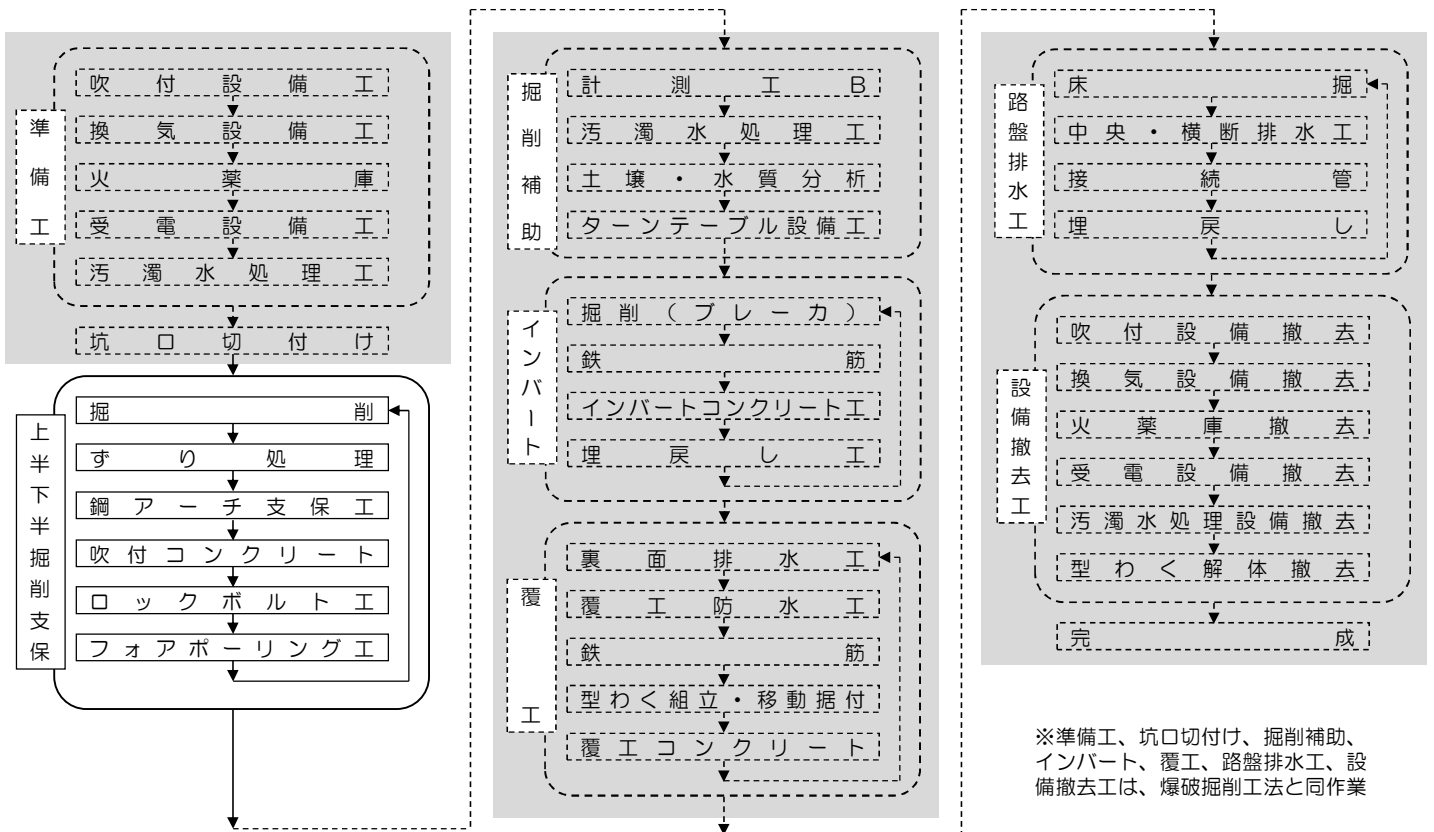 準備工
吹付設備工
換気設備工
火薬庫
受電設備工
汚濁水処理工
坑口切付け
上半下半掘削支保
掘削
ずり処理
鋼アーチ支保工
吹付コンクリート
ロックボルト工
フォアポーリング工
掘削補助
計測工B
汚濁水処理工
土壌・水質分析
ターンテーブル設備工
インバート
掘削（ブレーカ）
鉄筋
インバートコンクリート工
埋戻し工
覆工
裏面排水工
覆工防水工
鉄筋
型わく組立・移動据付
覆工コンクリート
路盤排水工
床掘
中央・横断排水工
接続管
埋戻し
設備撤去工
吹付設備撤去
換気設備撤去
火薬庫撤去
受電設備撤去
汚濁水処理設備撤去
型わく解体撤去
完成
※準備工、坑口切付け、掘削補助、
インバート、覆工、路盤排水工、設
備撤去工は、爆破掘削工法と同作業